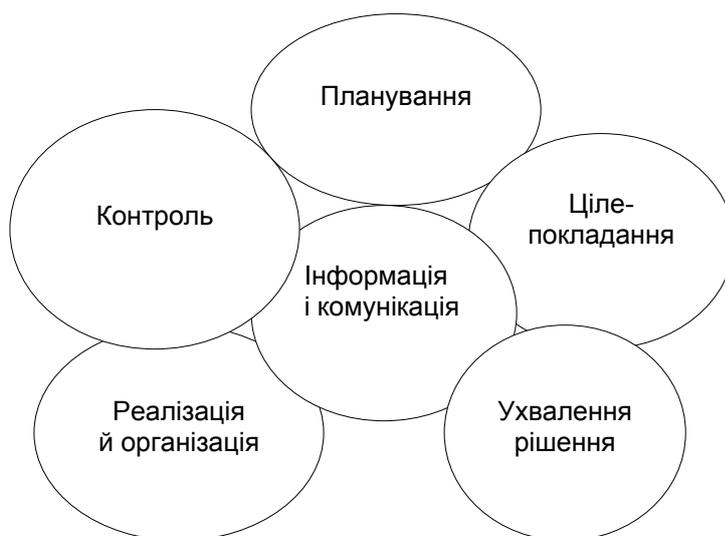 Планування
Контроль
Ціле-
покладання
Інформація
і комунікація
Реалізація
й організація
Ухвалення
рішення